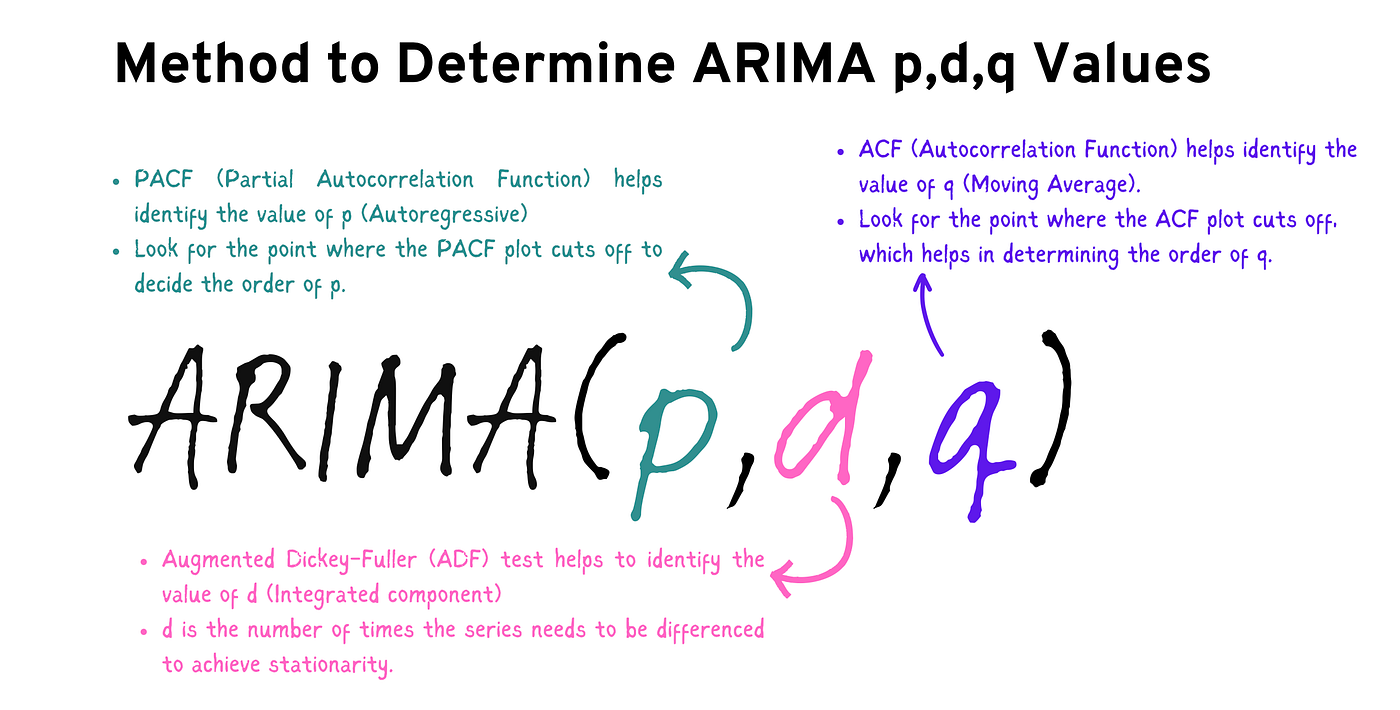 Method to Determine ARIMA p,d,q Values
• PACF (Partial Autocorrelation Function) helps
identify the value of p (Autoregressive)
• Look for the point where the PACF plot cuts off to
decide the order of p.
• ACF (Autocorrelation Function) helps identify the
value of q (Moving Average).
• Look for the point where the ACF plot cuts off,
which helps in determining the order of q.
ARIMA(p,d,q)
• Augmented Dickey-Fuller (ADF) test helps to identify the
value of d (Integrated component)
• d is the number of times the series needs to be differenced
to achieve stationarity.